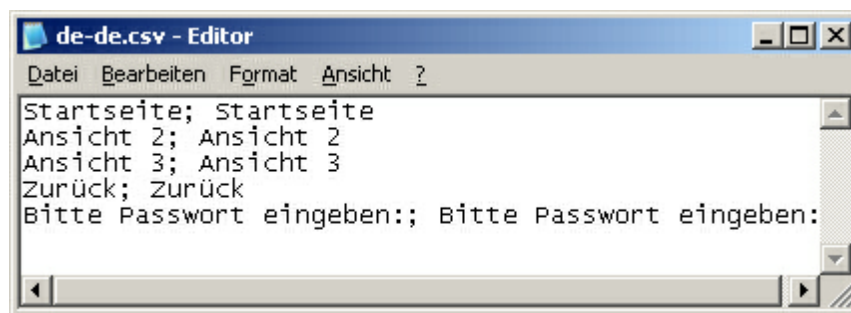 de-de.csv - Editor
Datei Bearbeiten Format Ansicht ?
Startseite; Startseite
Ansicht 2; Ansicht 2
Ansicht 3; Ansicht 3
Zurück; Zurück
Bitte Passwort eingeben:; Bitte Passwort eingeben: